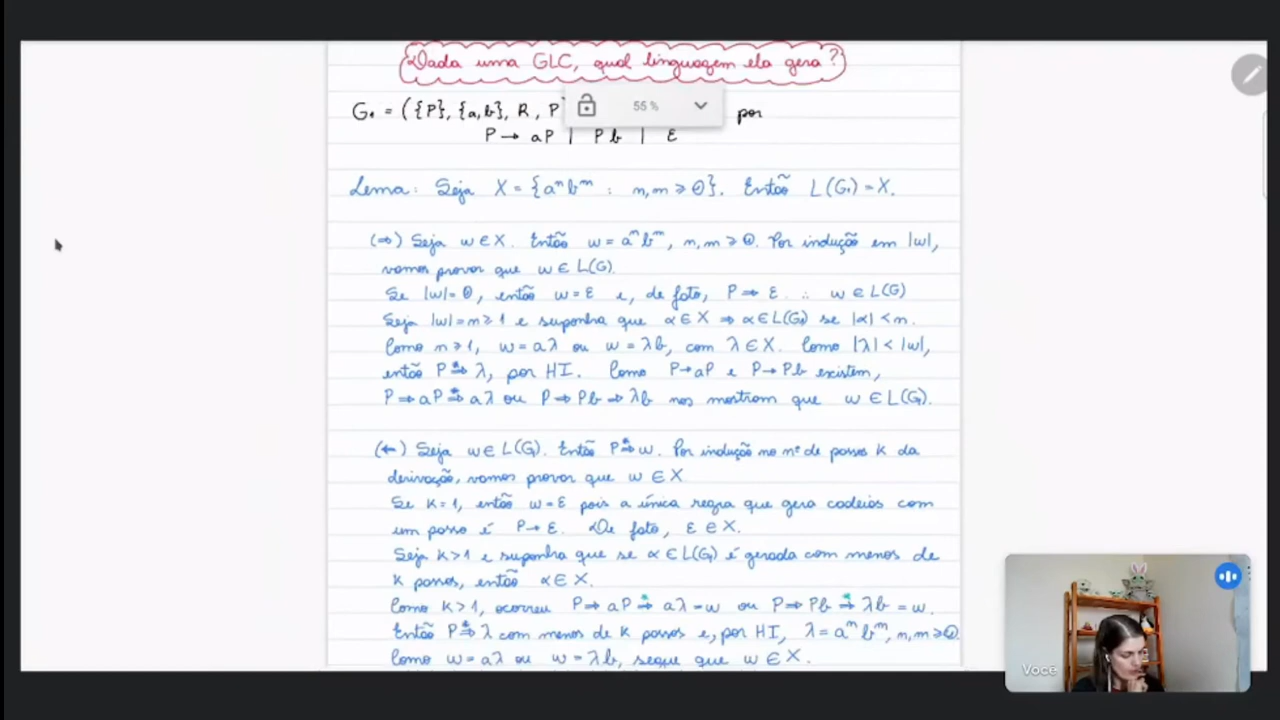 Dada uma GLC, qual linguagem ela gera?
G₁ = ({P}, {a,b}, R, P) por
55 %
P → aP | Pb | ε
Lema: Seja X = {aⁿbᵐ : n,m ≥ 0}. Então L(G₁) = X.
(⇒) Seja w ∈ X. Então w = aⁿbᵐ, n,m ≥ 0. Por indução em |w|,
vamos provar que w ∈ L(G).
Se |w| = 0, então w = ε e, de fato, P ⇒ ε ∴ w ∈ L(G)
Seja |w| = n ≥ 1 e suponha que α ∈ X ⇒ α ∈ L(G₁) se |α| < n.
Como n ≥ 1, w = aλ ou w = λb, com λ ∈ X. Como |λ| < |w|,
então P ⇒* λ, por HI. Como P → aP e P → Pb existem,
P ⇒ aP ⇒* aλ ou P ⇒ Pb ⇒ λb nos mostram que w ∈ L(G₁).
(⇐) Seja w ∈ L(G₁). Então P ⇒* w. Por indução no nº de passos k da
derivação, vamos provar que w ∈ X
Se k = 1, então w = ε pois a única regra que gera cadeias com
um passo é P → ε. De fato, ε ∈ X.
Seja k > 1 e suponha que se α ∈ L(G₁) é gerada com menos de
k passos, então α ∈ X.
Como k > 1, ocorreu P ⇒ aP ⇒* aλ = w ou P ⇒ Pb ⇒* λb = w.
Então P ⇒* λ com menos de k passos e, por HI, λ = aⁿbᵐ, n,m ≥ 0.
Como w = aλ ou w = λb, segue que w ∈ X.
Você